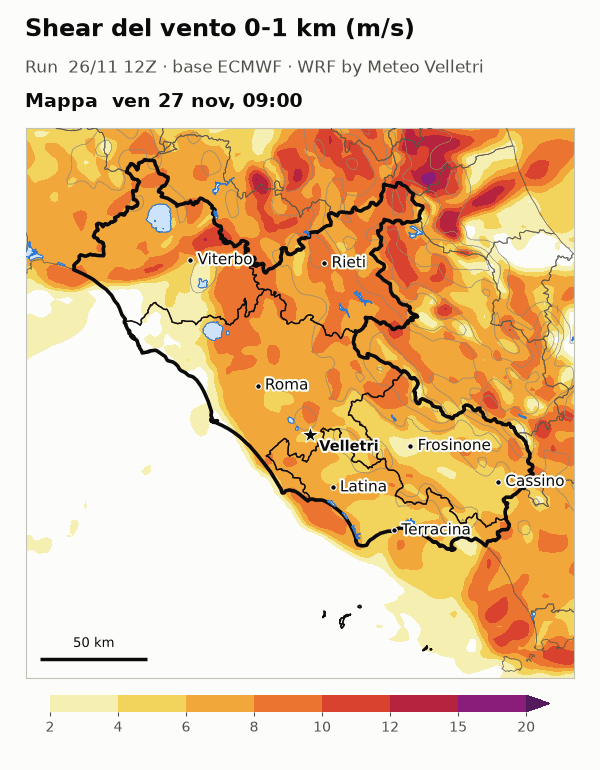 Shear del vento 0-1 km (m/s)
Run  26/11 12Z · base ECMWF · WRF by Meteo Velletri
Mappa  ven 27 nov, 09:00
Viterbo
Rieti
Roma
Velletri
Frosinone
Latina
Cassino
Terracina
50 km
2 4 6 8 10 12 15 20